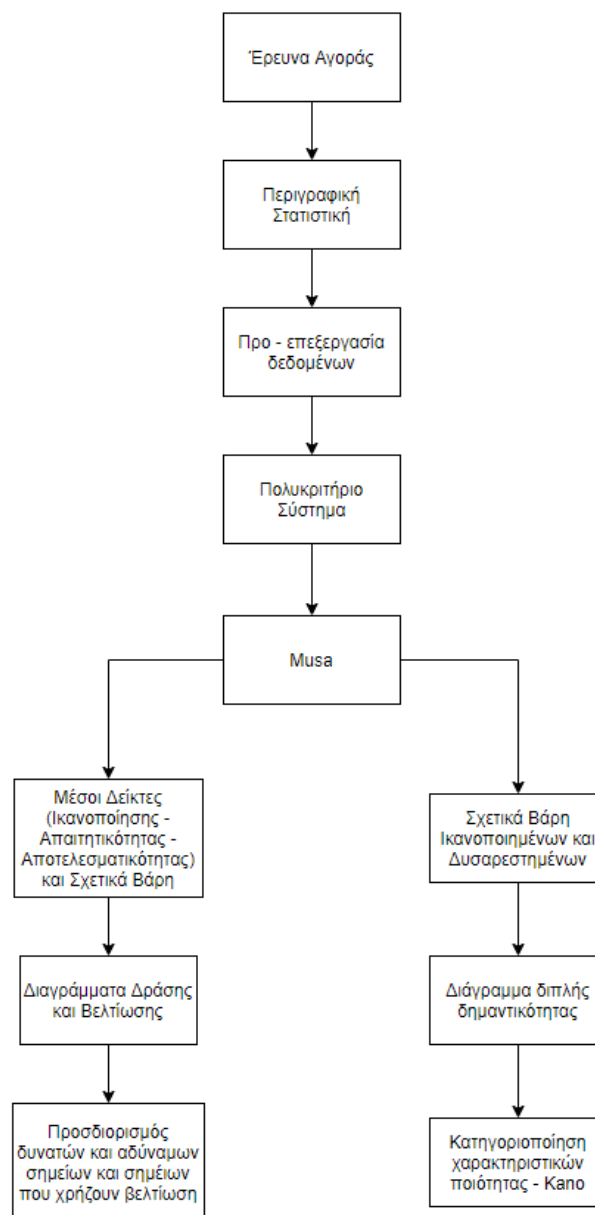 Έρευνα Αγοράς
Περιγραφική
Στατιστική
Προ - επεξεργασία
δεδομένων
Πολυκριτήριο
Σύστημα
Musa
Μέσοι Δείκτες
(Ικανοποίησης -
Απαιτητικότητας -
Αποτελεσματικότητας)
και Σχετικά Βάρη
Διαγράμματα Δράσης
και Βελτίωσης
Προσδιορισμός
δυνατών και αδύναμων
σημείων και σημέιων
που χρήζουν βελτίωση
Σχετικά Βάρη
Ικανοποιημένων και
Δυσαρεστημένων
Διάγραμμα διπλής
δημαντικότητας
Κατηγοριοποίηση
χαρακτηριστικών
ποιότητας - Kano